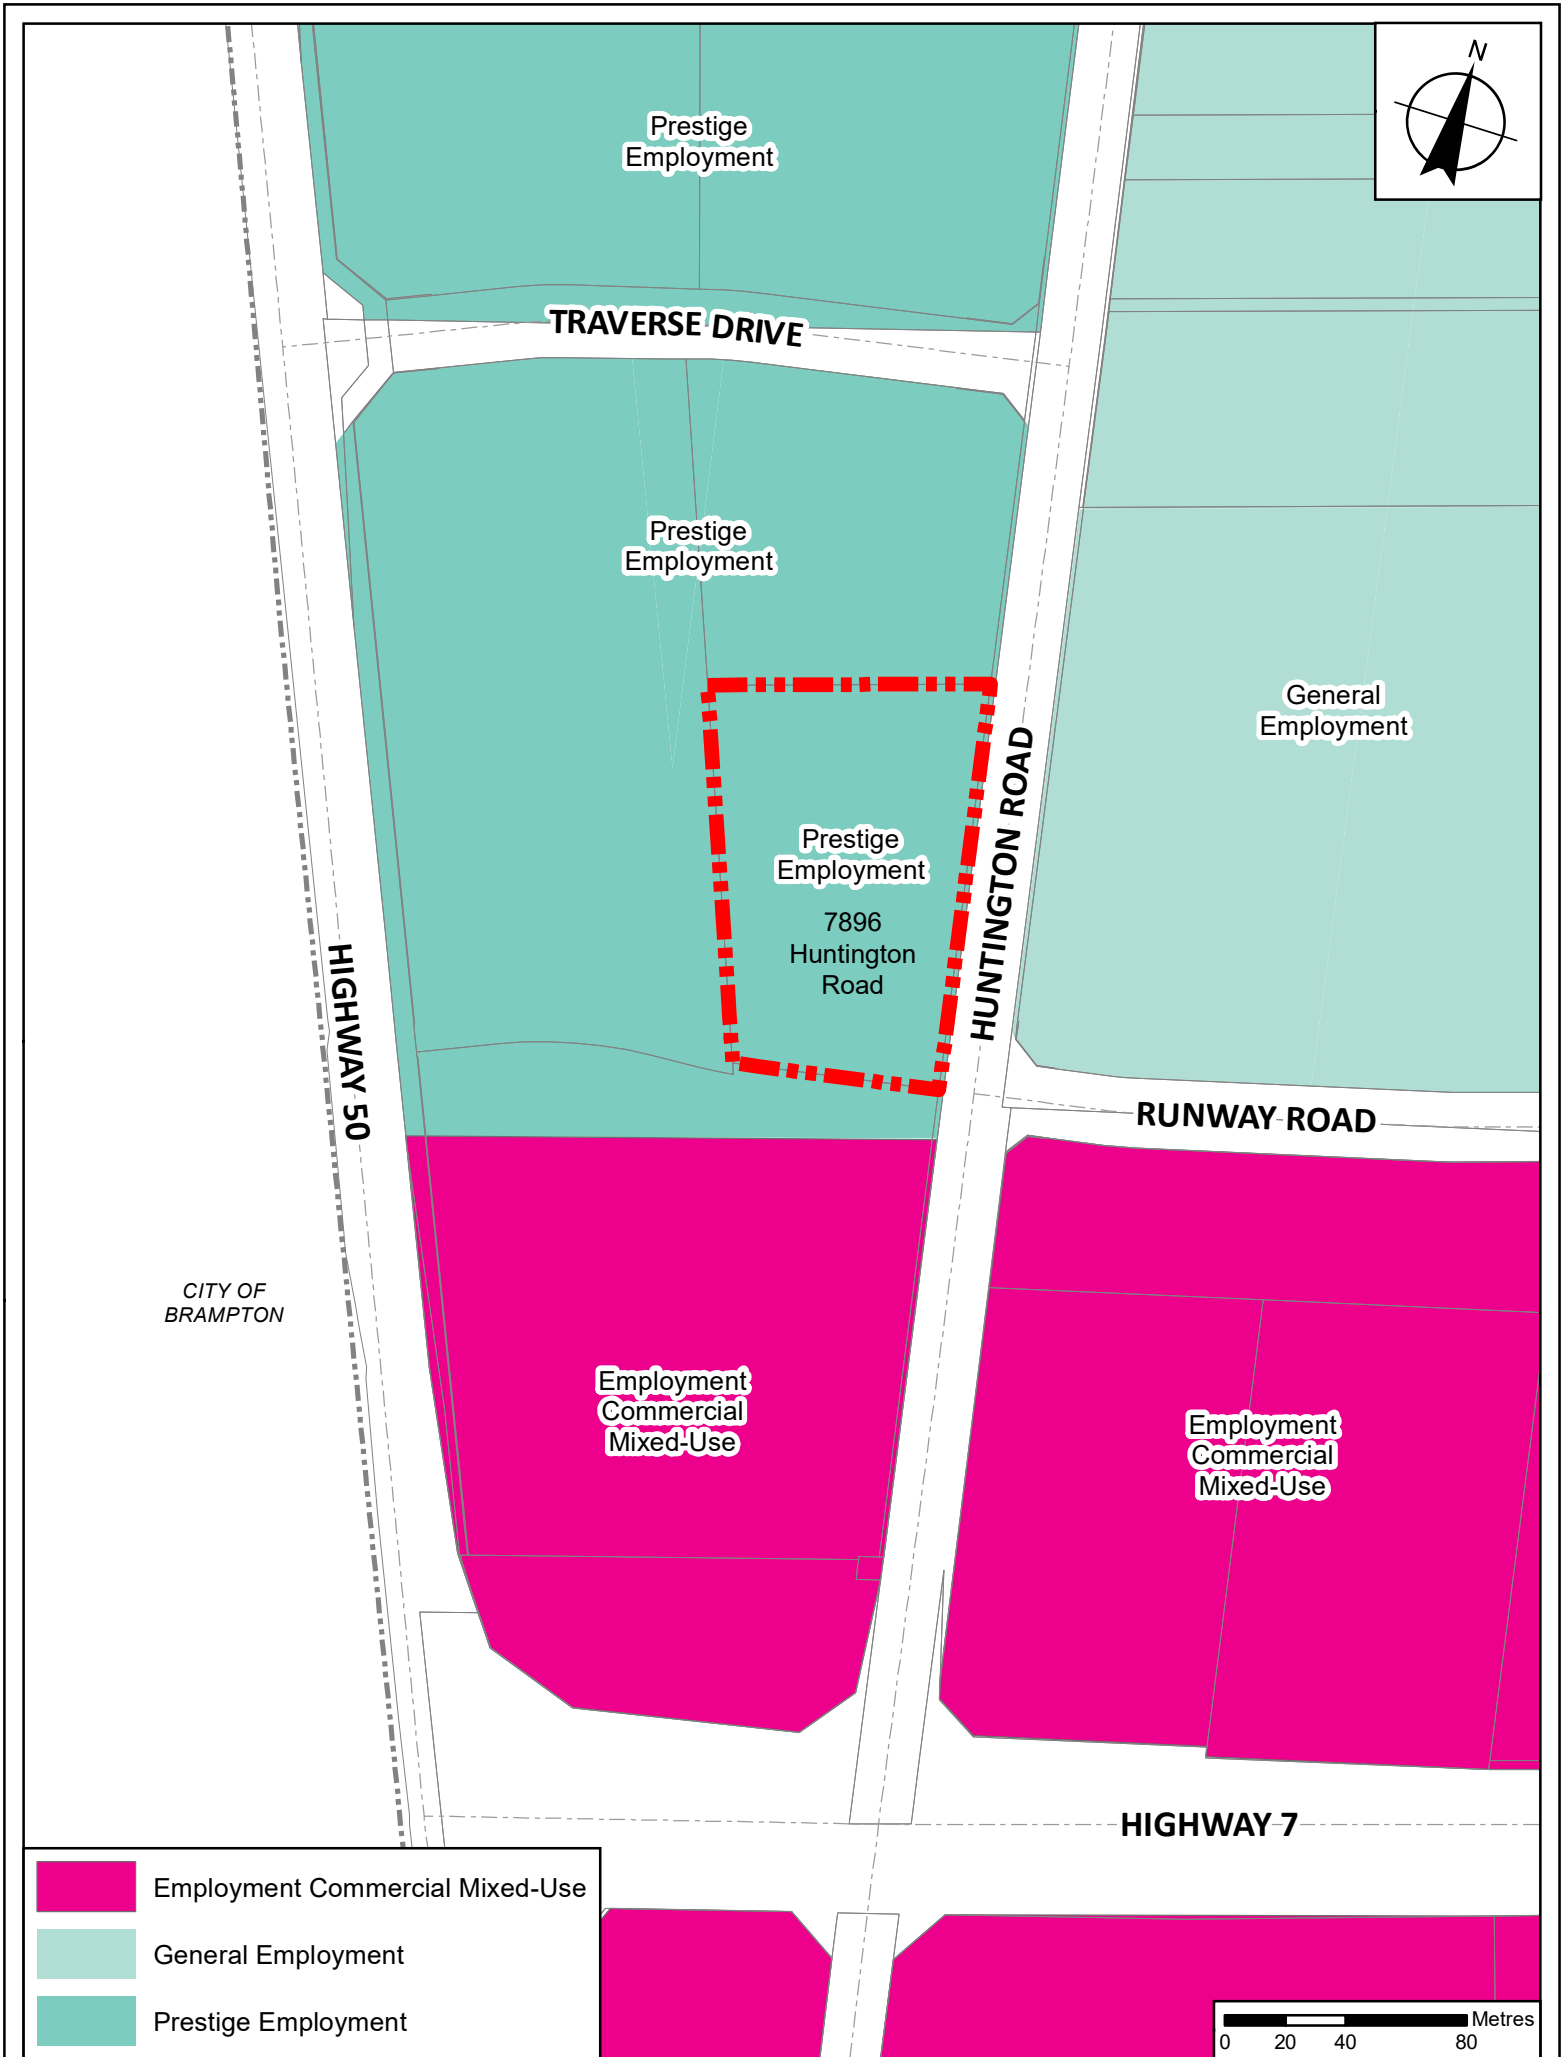 N
Prestige
Employment
TRAVERSE DRIVE
Prestige
Employment
General
Employment
HUNTINGTON ROAD
Prestige
Employment
7896
Huntington
Road
HIGHWAY 50
RUNWAY ROAD
CITY OF
BRAMPTON
Employment
Commercial
Mixed-Use
Employment
Commercial
Mixed-Use
HIGHWAY 7
Employment Commercial Mixed-Use
General Employment
Prestige Employment
Metres
0 20 40 80